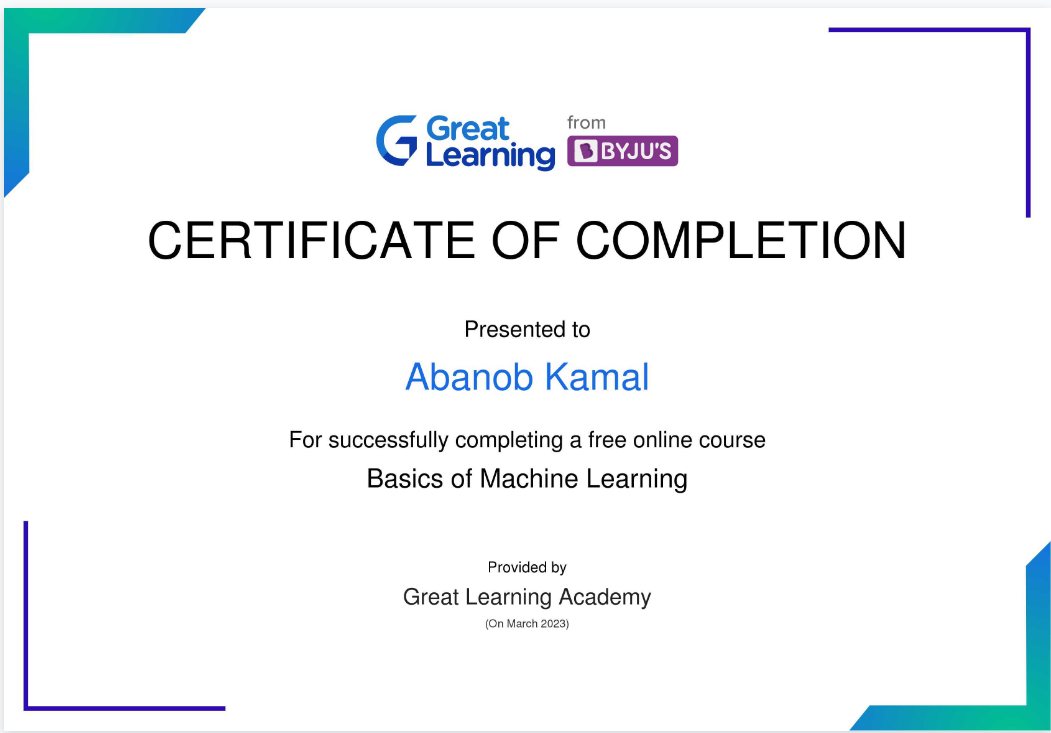 Great
Learning
from
BYJU'S
CERTIFICATE OF COMPLETION
Presented to
Abanob Kamal
For successfully completing a free online course
Basics of Machine Learning
Provided by
Great Learning Academy
(On March 2023)